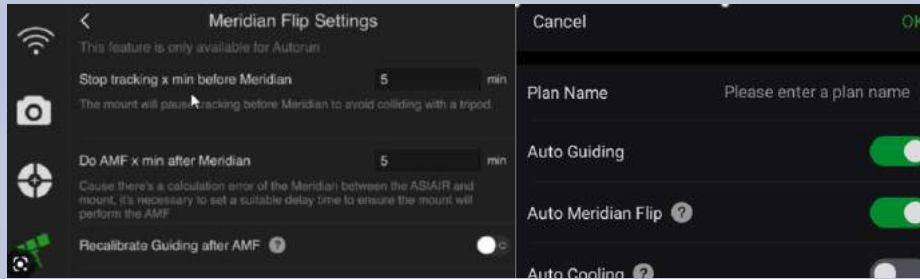 Meridian Flip Settings
This feature is only available for Autorun
Stop tracking x min before Meridian 5 min
The mount will pause tracking before Meridian to avoid colliding with a tripod.
Do AMF x min after Meridian 5 min
Cause there's a calculation error of the Meridian between the ASIAIR and
mount, it's necessary to set a suitable delay time to ensure the mount will
perform the AMF
Recalibrate Guiding after AMF ?
Cancel OK
Plan Name Please enter a plan name
Auto Guiding
Auto Meridian Flip ?
Auto Cooling ?